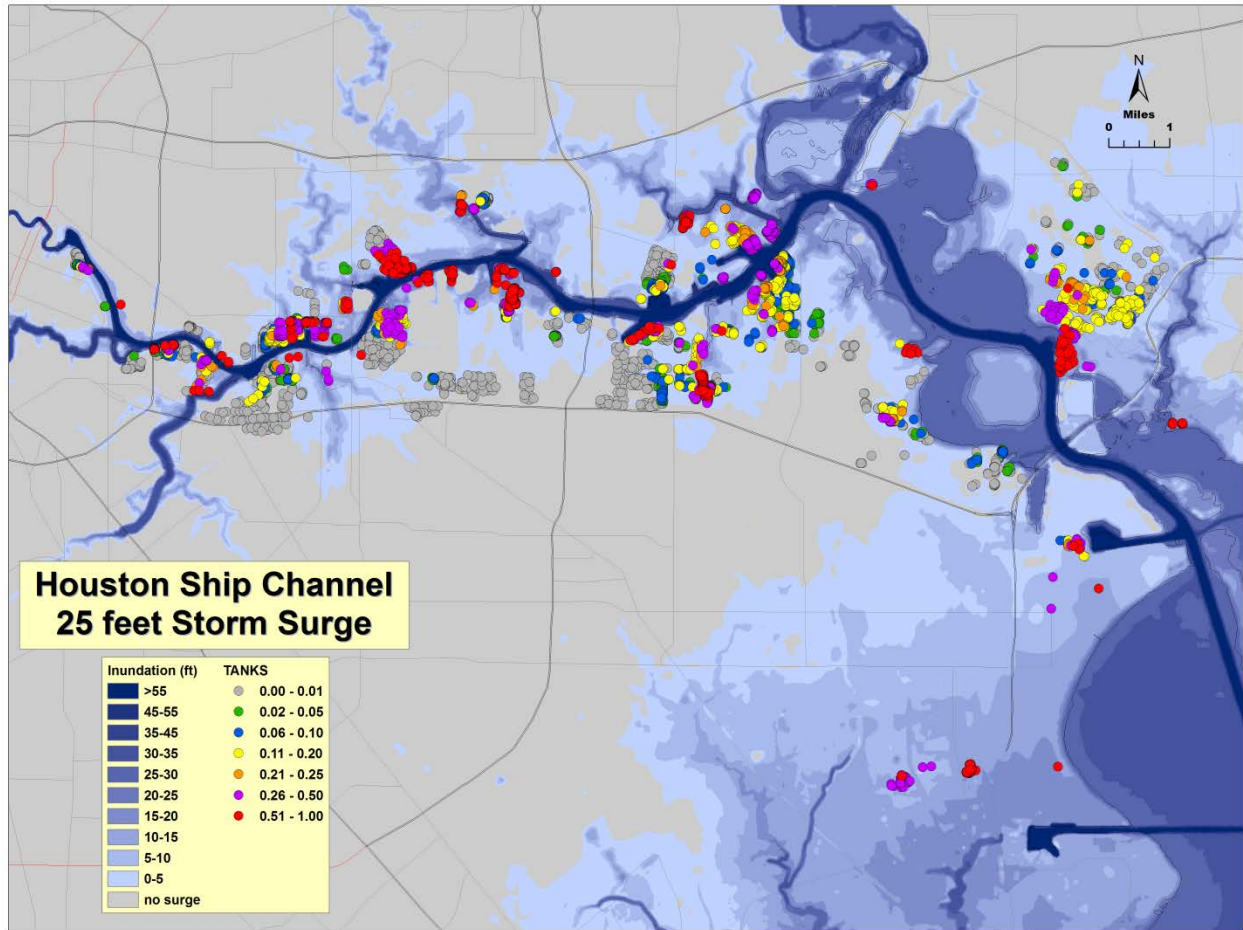 N
Miles
0 1
Houston Ship Channel
25 feet Storm Surge
Inundation (ft)
>55
45-55
35-45
30-35
25-30
20-25
15-20
10-15
5-10
0-5
no surge
TANKS
0.00 - 0.01
0.02 - 0.05
0.06 - 0.10
0.11 - 0.20
0.21 - 0.25
0.26 - 0.50
0.51 - 1.00